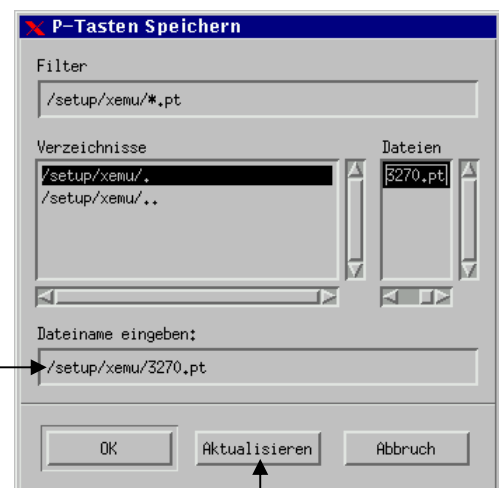 P-Tasten Speichern
Filter
/setup/xemu/*.pt
Verzeichnisse
Dateien
/setup/xemu/.
3270.pt
/setup/xemu/..
Dateiname eingeben:
/setup/xemu/3270.pt
OK
Aktualisieren
Abbruch